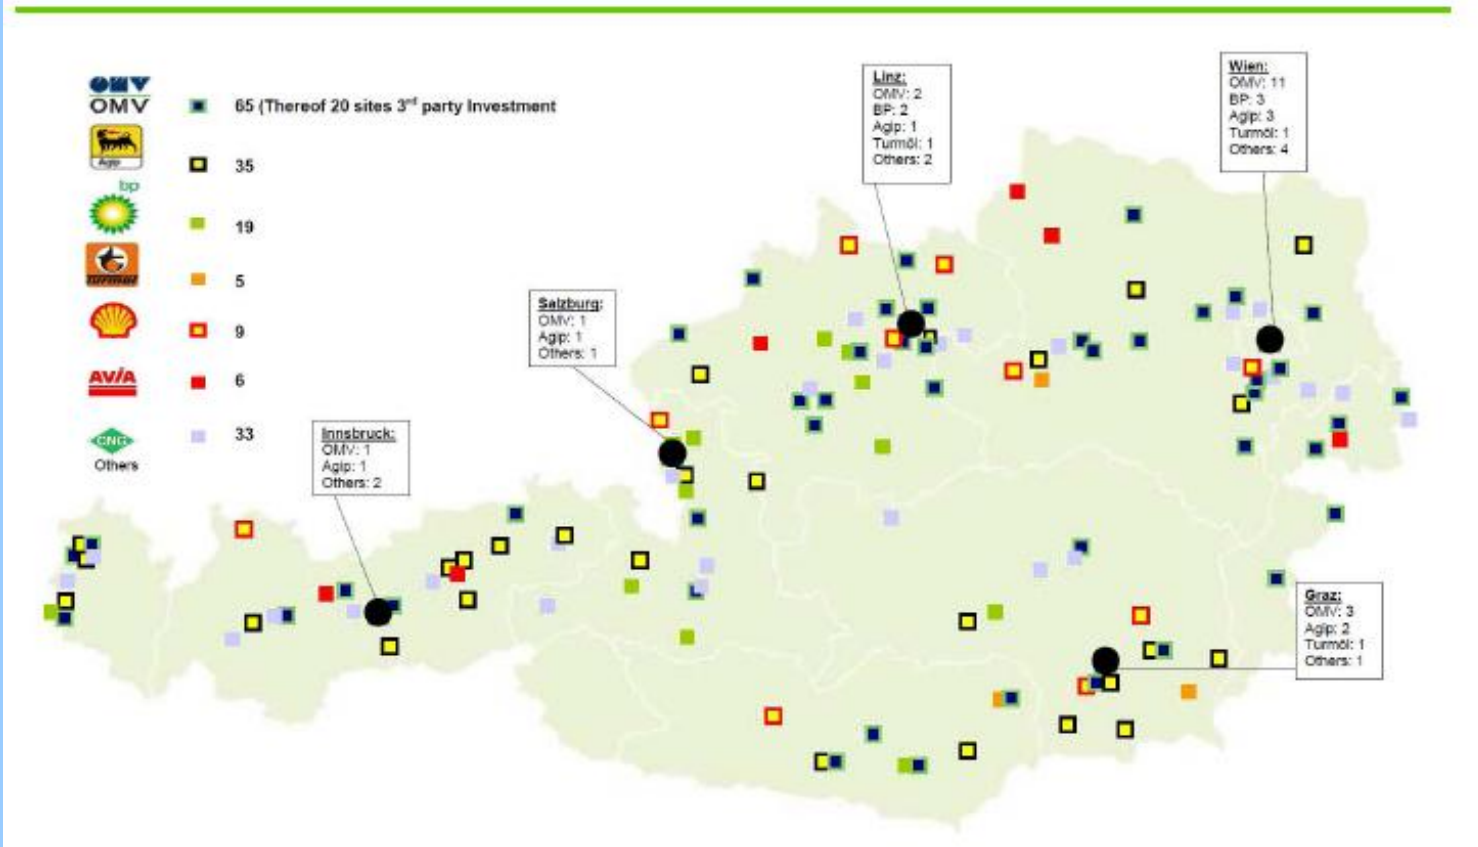 OMV
OMV
65 (Thereof 20 sites 3rd party Investment
Agip
35
bp
19
turmöl
5
9
AVIA
6
CNG
Others
33
Innsbruck:
OMV: 1
Agip: 1
Others: 2
Salzburg:
OMV: 1
Agip: 1
Others: 1
Linz:
OMV: 2
BP: 2
Agip: 1
Turmöl: 1
Others: 2
Wien:
OMV: 11
BP: 3
Agip: 3
Turmöl: 1
Others: 4
Graz:
OMV: 3
Agip: 2
Turmöl: 1
Others: 1